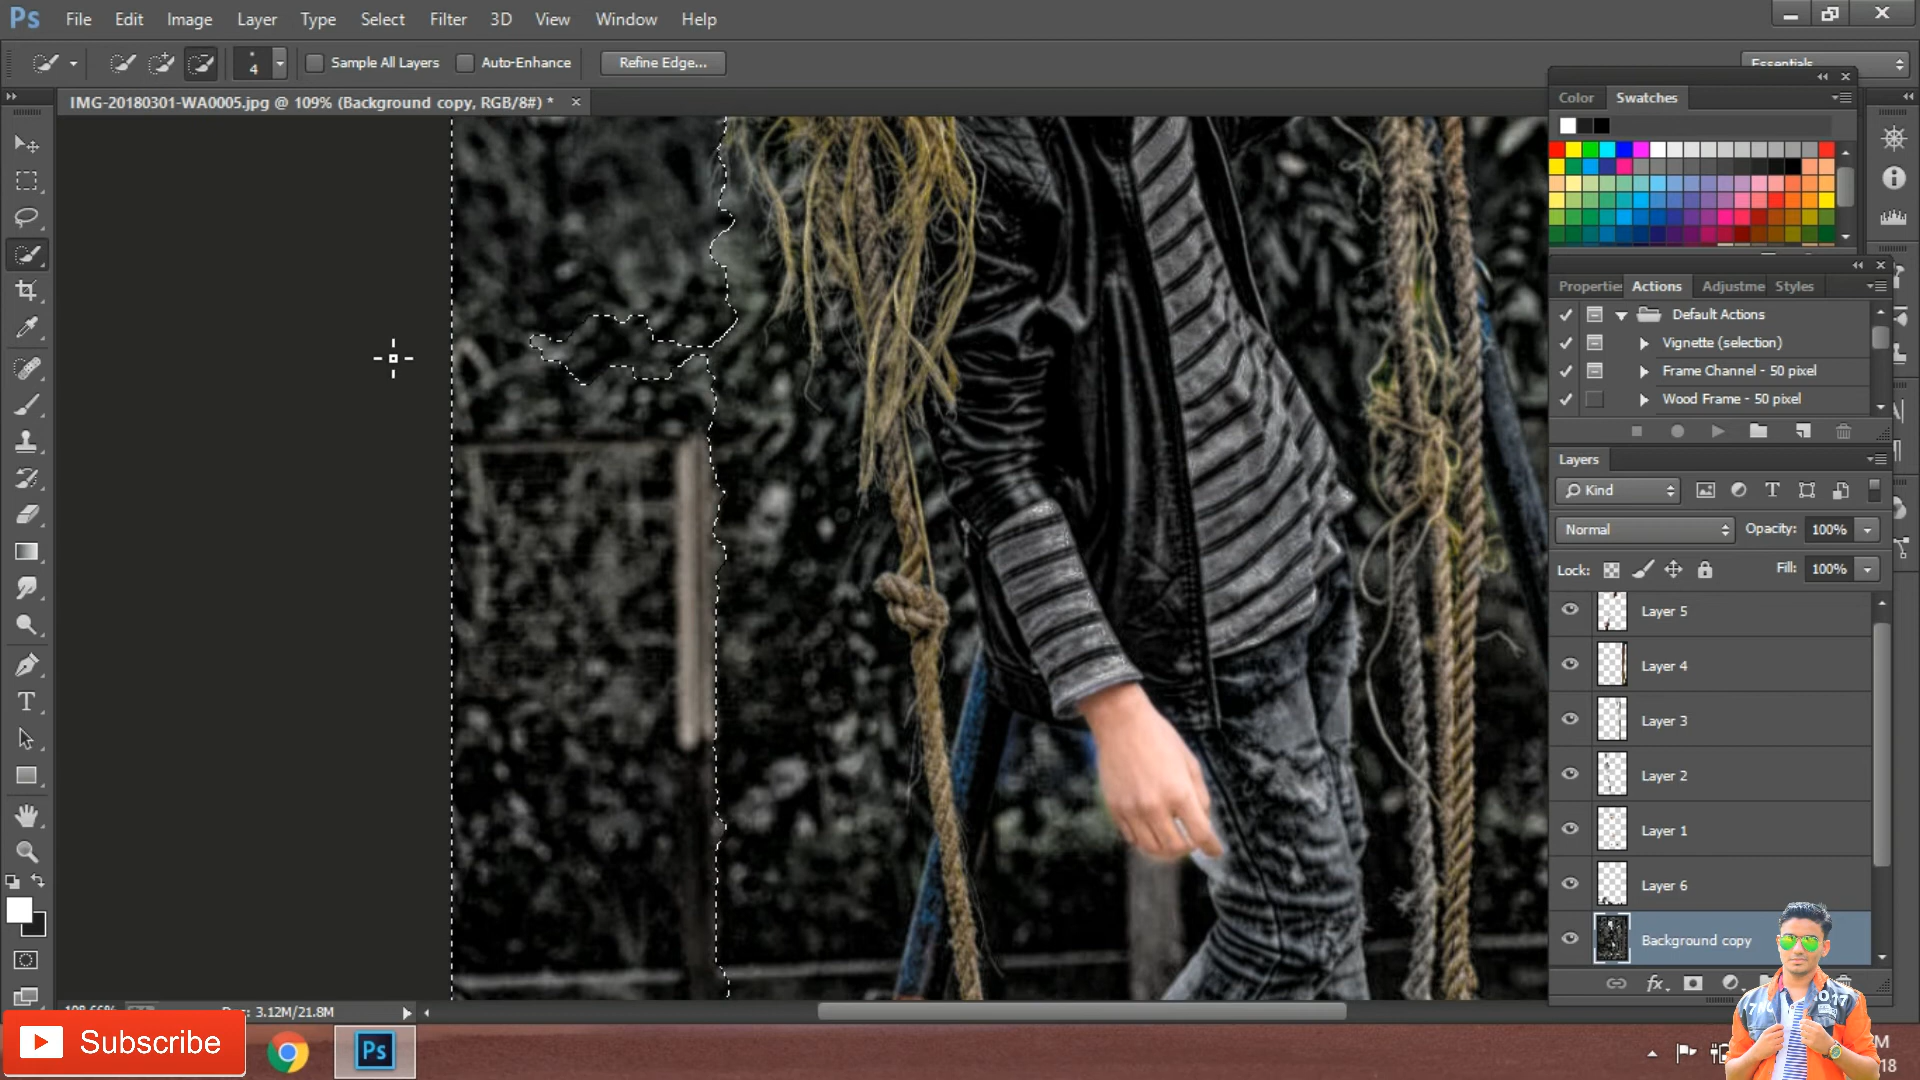 Ps File Edit Image Layer Type Select Filter 3D View Window Help
4 Sample All Layers Auto-Enhance Refine Edge... Essentials
IMG-20180301-WA0005.jpg @ 109% (Background copy, RGB/8#) * ×
Color Swatches
Propertie Actions Adjustme Styles
Default Actions
Vignette (selection)
Frame Channel - 50 pixel
Wood Frame - 50 pixel
Layers
Kind
Normal Opacity: 100%
Lock: Fill: 100%
Layer 5
Layer 4
Layer 3
Layer 2
Layer 1
Layer 6
Background copy
3.12M/21.8M
Subscribe
Ps